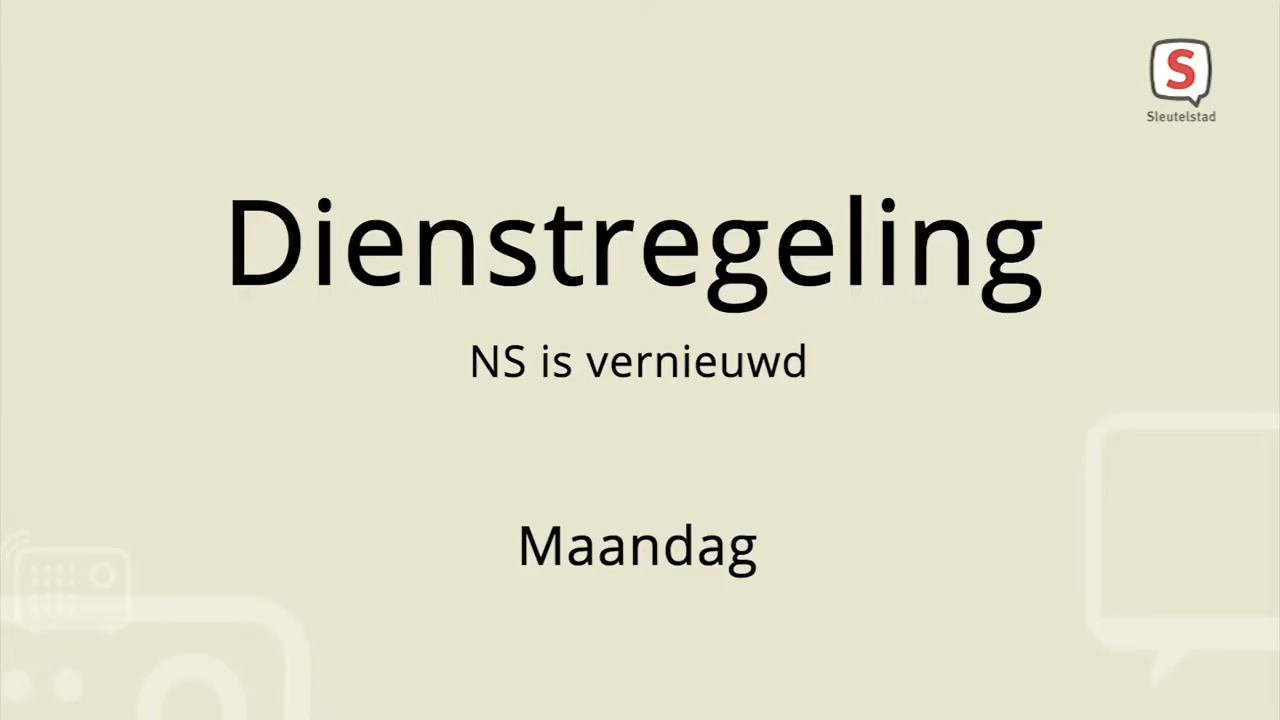 S
Sleutelstad
Dienstregeling
NS is vernieuwd
Maandag